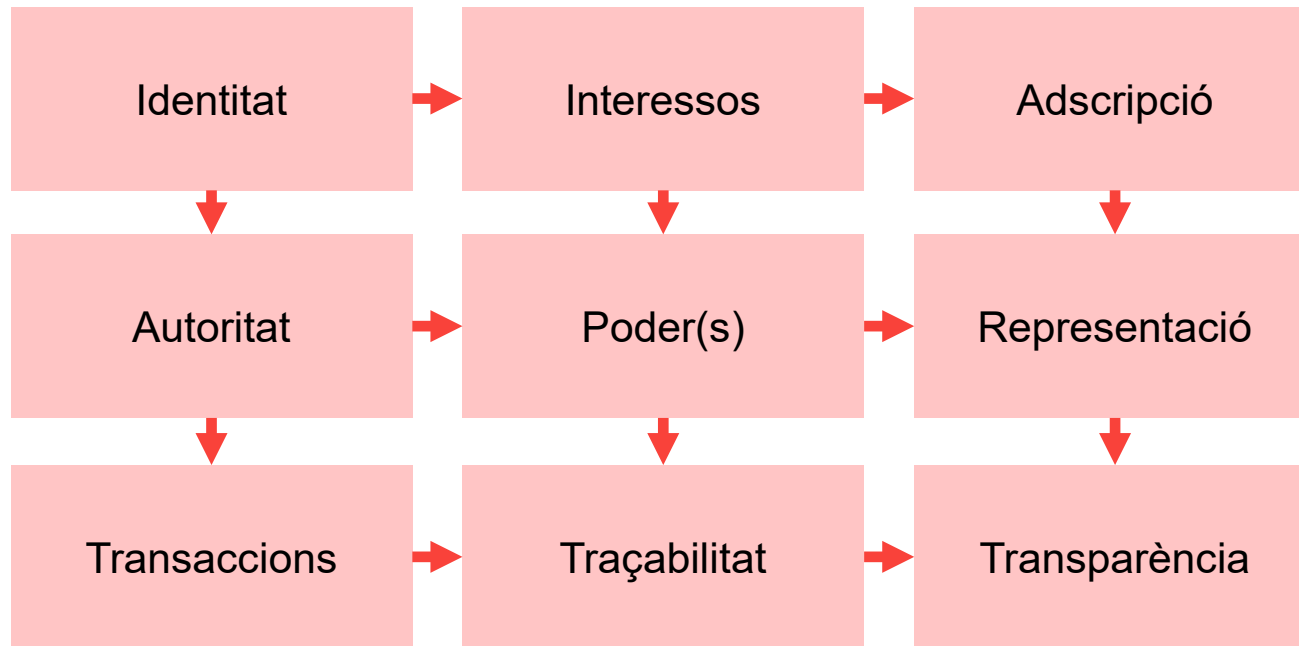 Identitat
Interessos
Adscripció
Autoritat
Poder(s)
Representació
Transaccions
Traçabilitat
Transparència